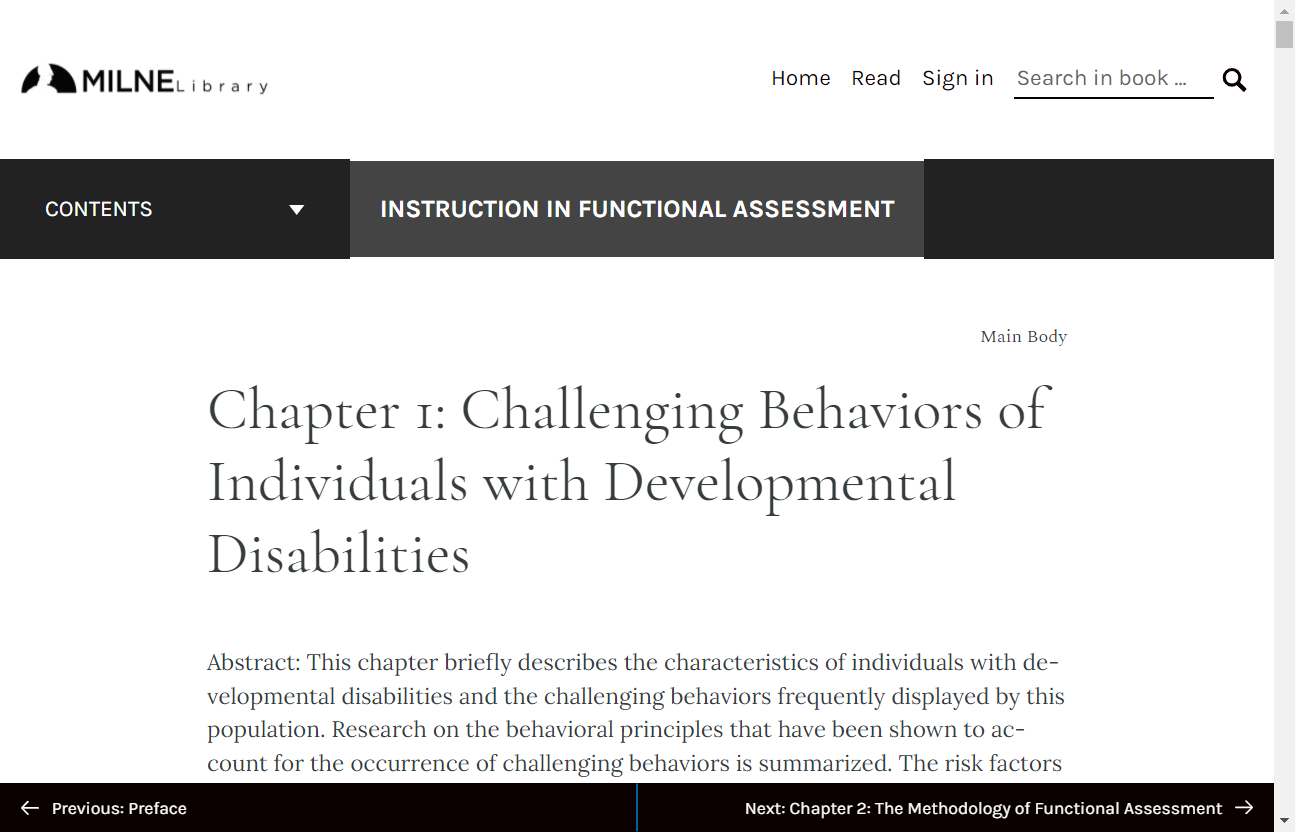 MILNE Library
Home Read Sign in Search in book …
CONTENTS
INSTRUCTION IN FUNCTIONAL ASSESSMENT
Main Body
Chapter 1: Challenging Behaviors of
Individuals with Developmental
Disabilities
Abstract: This chapter briefly describes the characteristics of individuals with de-
velopmental disabilities and the challenging behaviors frequently displayed by this
population. Research on the behavioral principles that have been shown to ac-
count for the occurrence of challenging behaviors is summarized. The risk factors
← Previous: Preface
Next: Chapter 2: The Methodology of Functional Assessment →